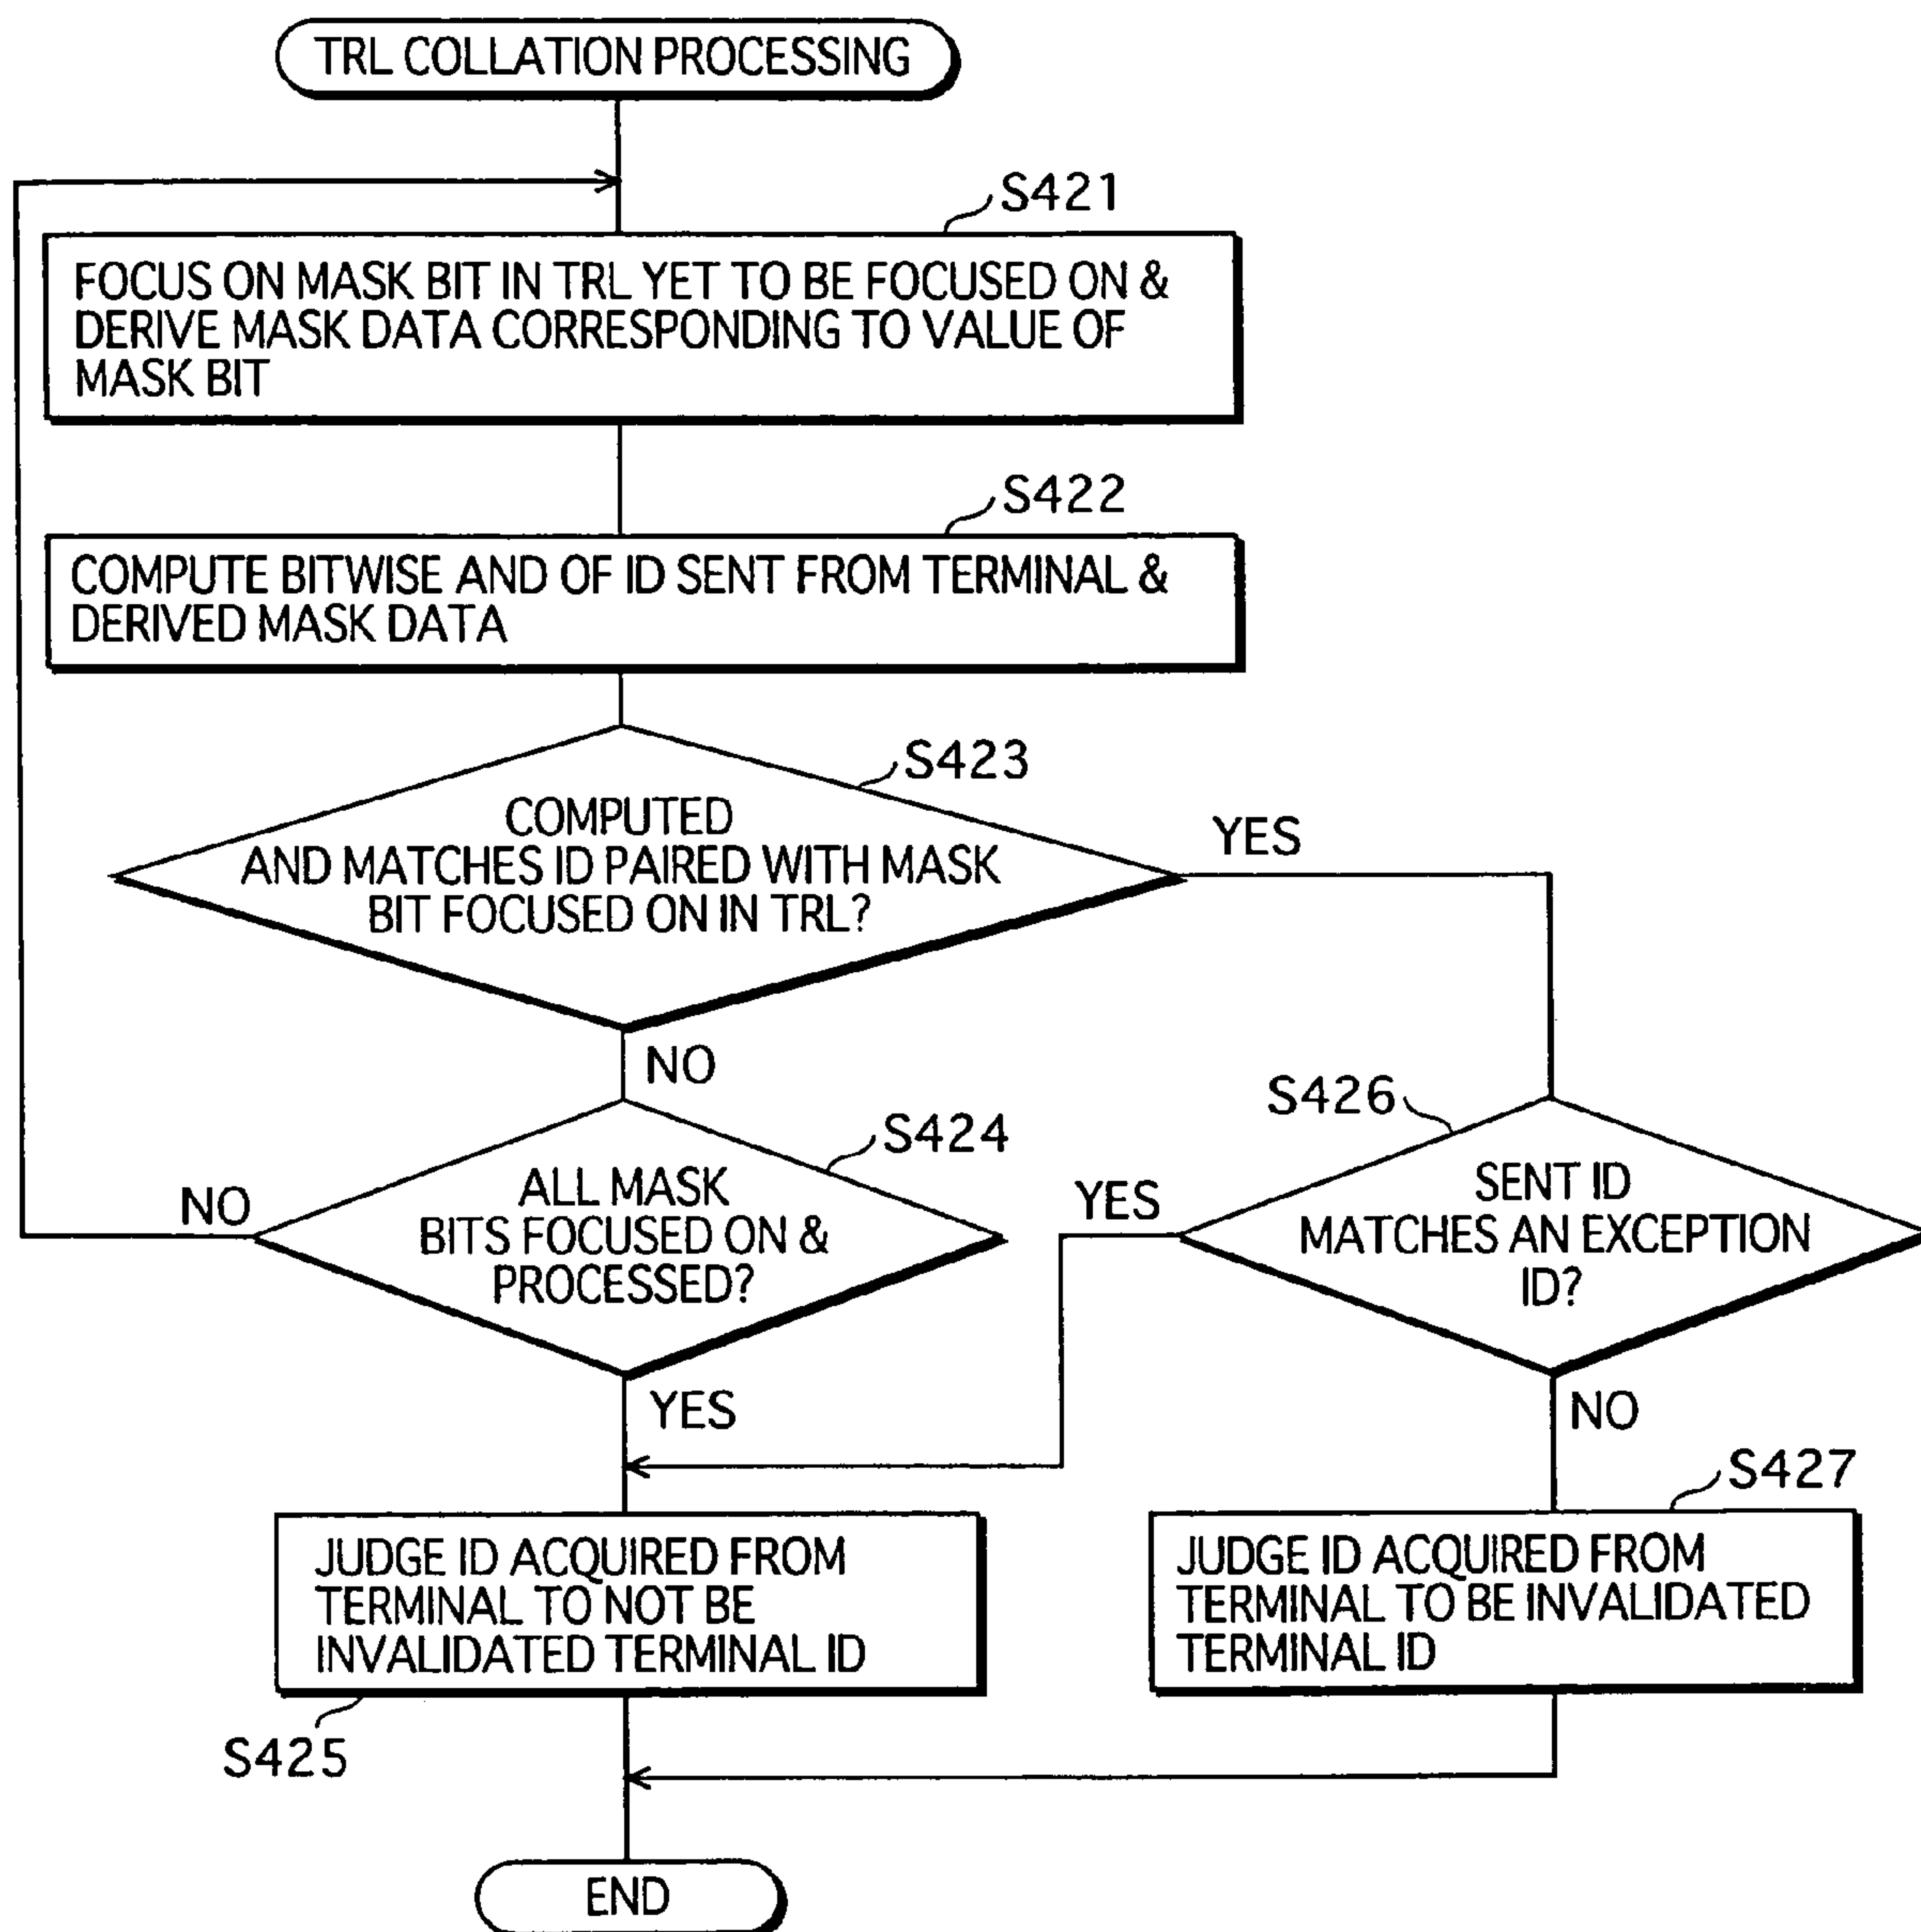 TRL COLLATION PROCESSING
S421
FOCUS ON MASK BIT IN TRL YET TO BE FOCUSED ON &
DERIVE MASK DATA CORRESPONDING TO VALUE OF
MASK BIT
S422
COMPUTE BITWISE AND OF ID SENT FROM TERMINAL &
DERIVED MASK DATA
S423
COMPUTED
AND MATCHES ID PAIRED WITH MASK
BIT FOCUSED ON IN TRL?
YES
NO
S424
ALL MASK
BITS FOCUSED ON &
PROCESSED?
NO
YES
S426
SENT ID
MATCHES AN EXCEPTION
ID?
YES
NO
JUDGE ID ACQUIRED FROM
TERMINAL TO NOT BE
INVALIDATED TERMINAL ID
S425
S427
JUDGE ID ACQUIRED FROM
TERMINAL TO BE INVALIDATED
TERMINAL ID
END